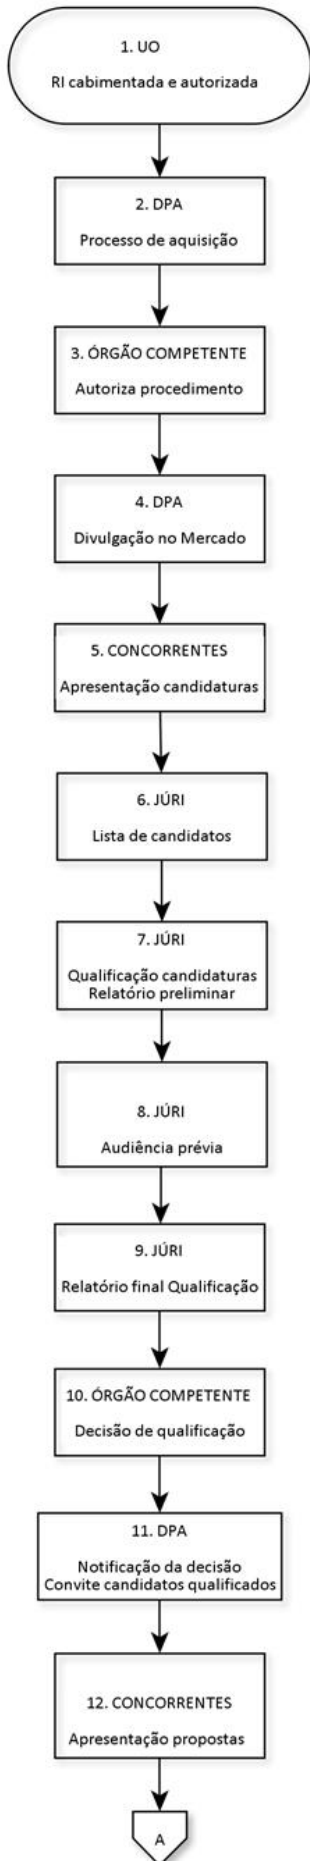 1. UO
RI cabimentada e autorizada
2. DPA
Processo de aquisição
3. ÓRGÃO COMPETENTE
Autoriza procedimento
4. DPA
Divulgação no Mercado
5. CONCORRENTES
Apresentação candidaturas
6. JÚRI
Lista de candidatos
7. JÚRI
Qualificação candidaturas
Relatório preliminar
8. JÚRI
Audiência prévia
9. JÚRI
Relatório final Qualificação
10. ÓRGÃO COMPETENTE
Decisão de qualificação
11. DPA
Notificação da decisão
Convite candidatos qualificados
12. CONCORRENTES
Apresentação propostas
A